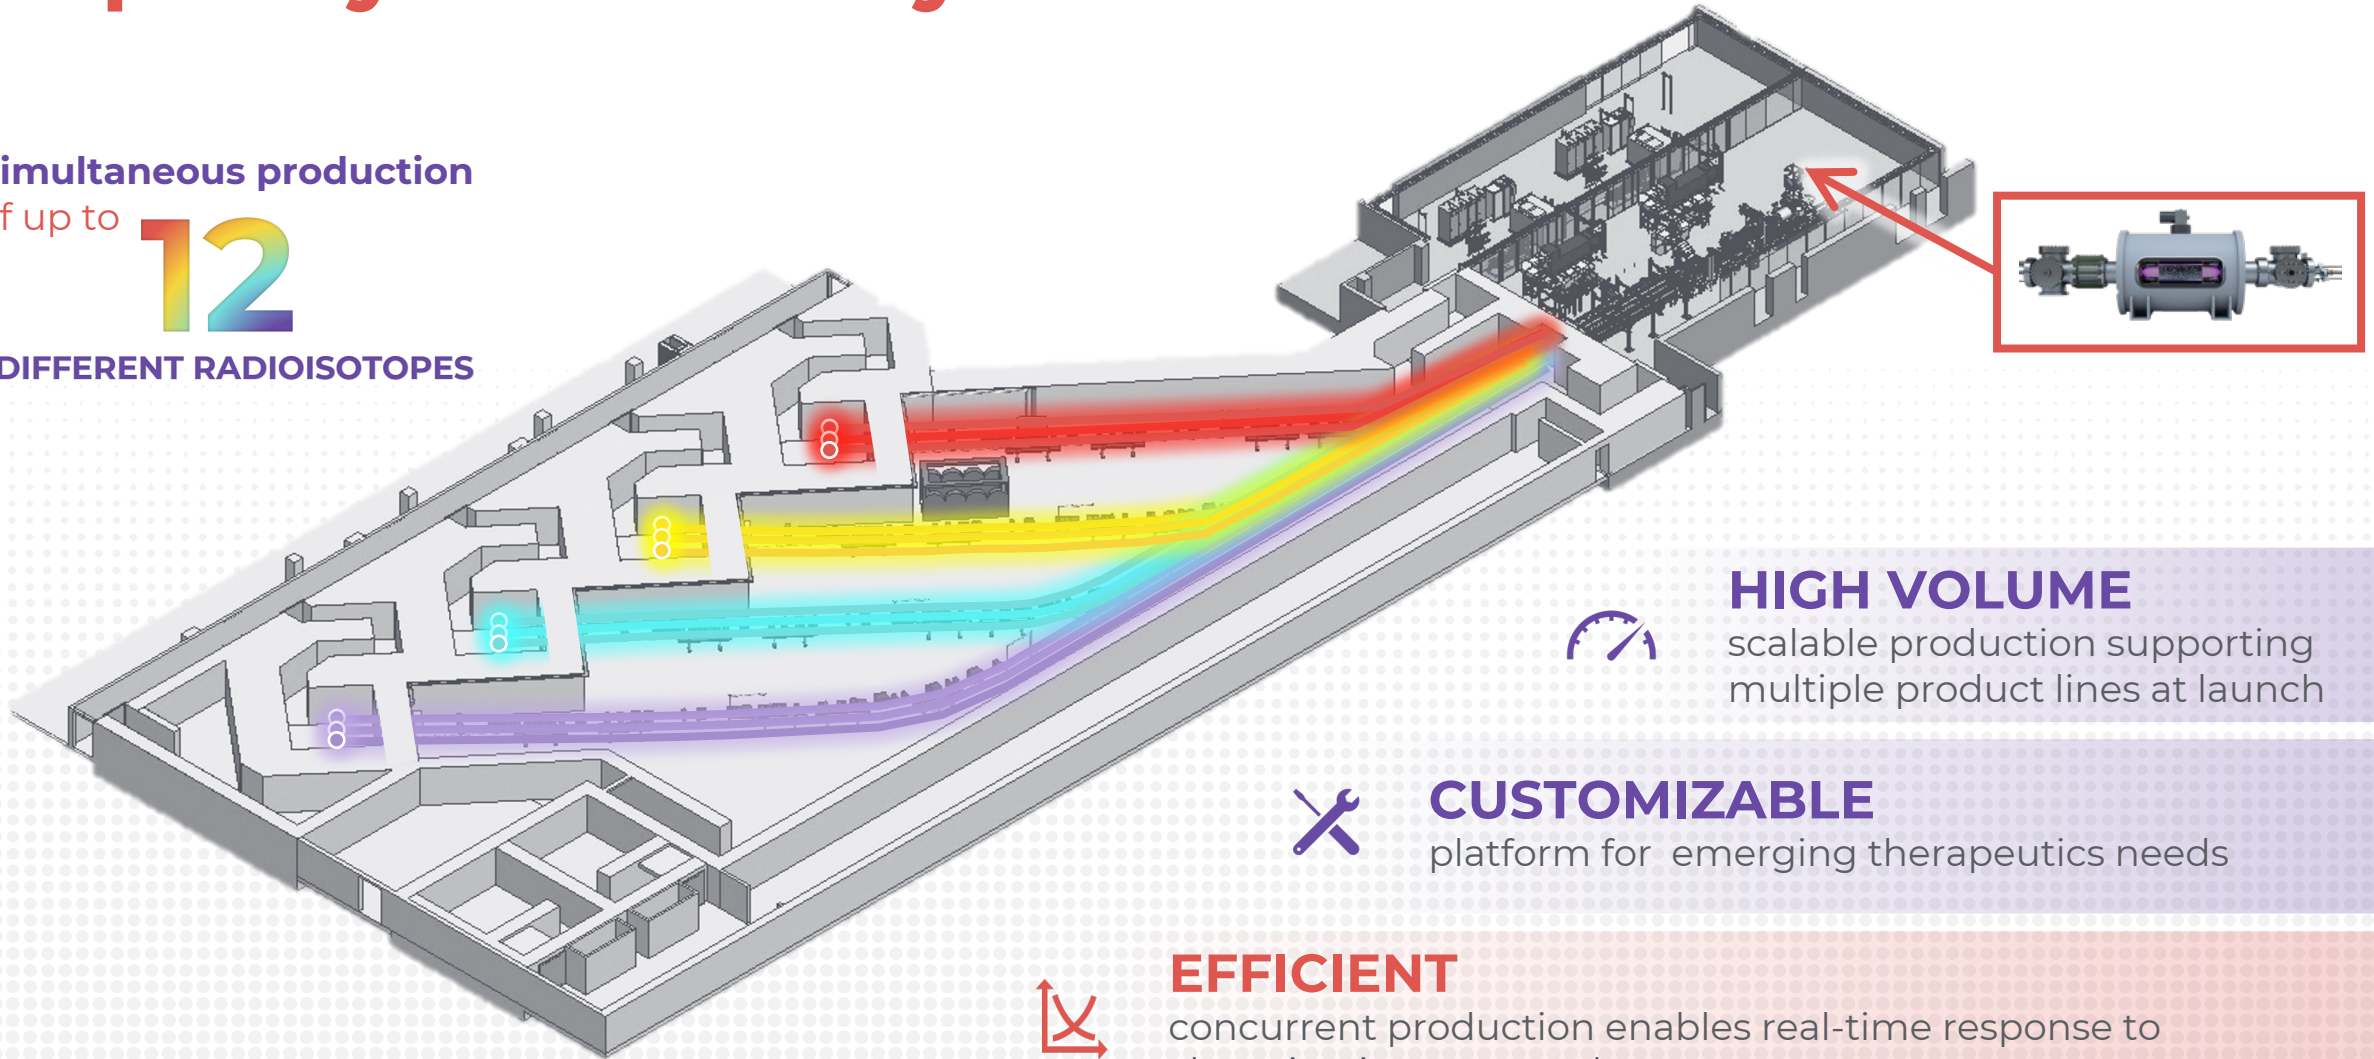 imultaneous production
f up to
12
DIFFERENT RADIOISOTOPES
HIGH VOLUME
scalable production supporting
multiple product lines at launch
CUSTOMIZABLE
platform for emerging therapeutics needs
EFFICIENT
concurrent production enables real-time response to